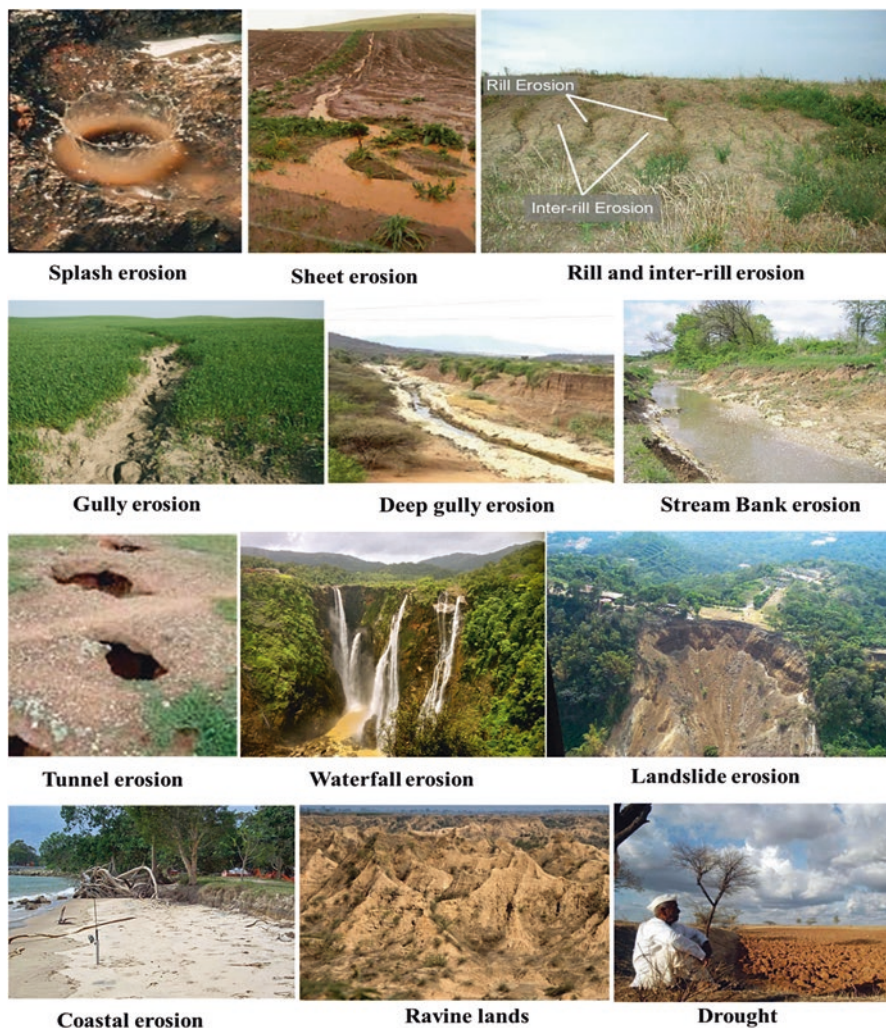 Rill Erosion
Inter-rill Erosion
Splash erosion
Sheet erosion
Rill and inter-rill erosion
Gully erosion
Deep gully erosion
Stream Bank erosion
Tunnel erosion
Waterfall erosion
Landslide erosion
Coastal erosion
Ravine lands
Drought